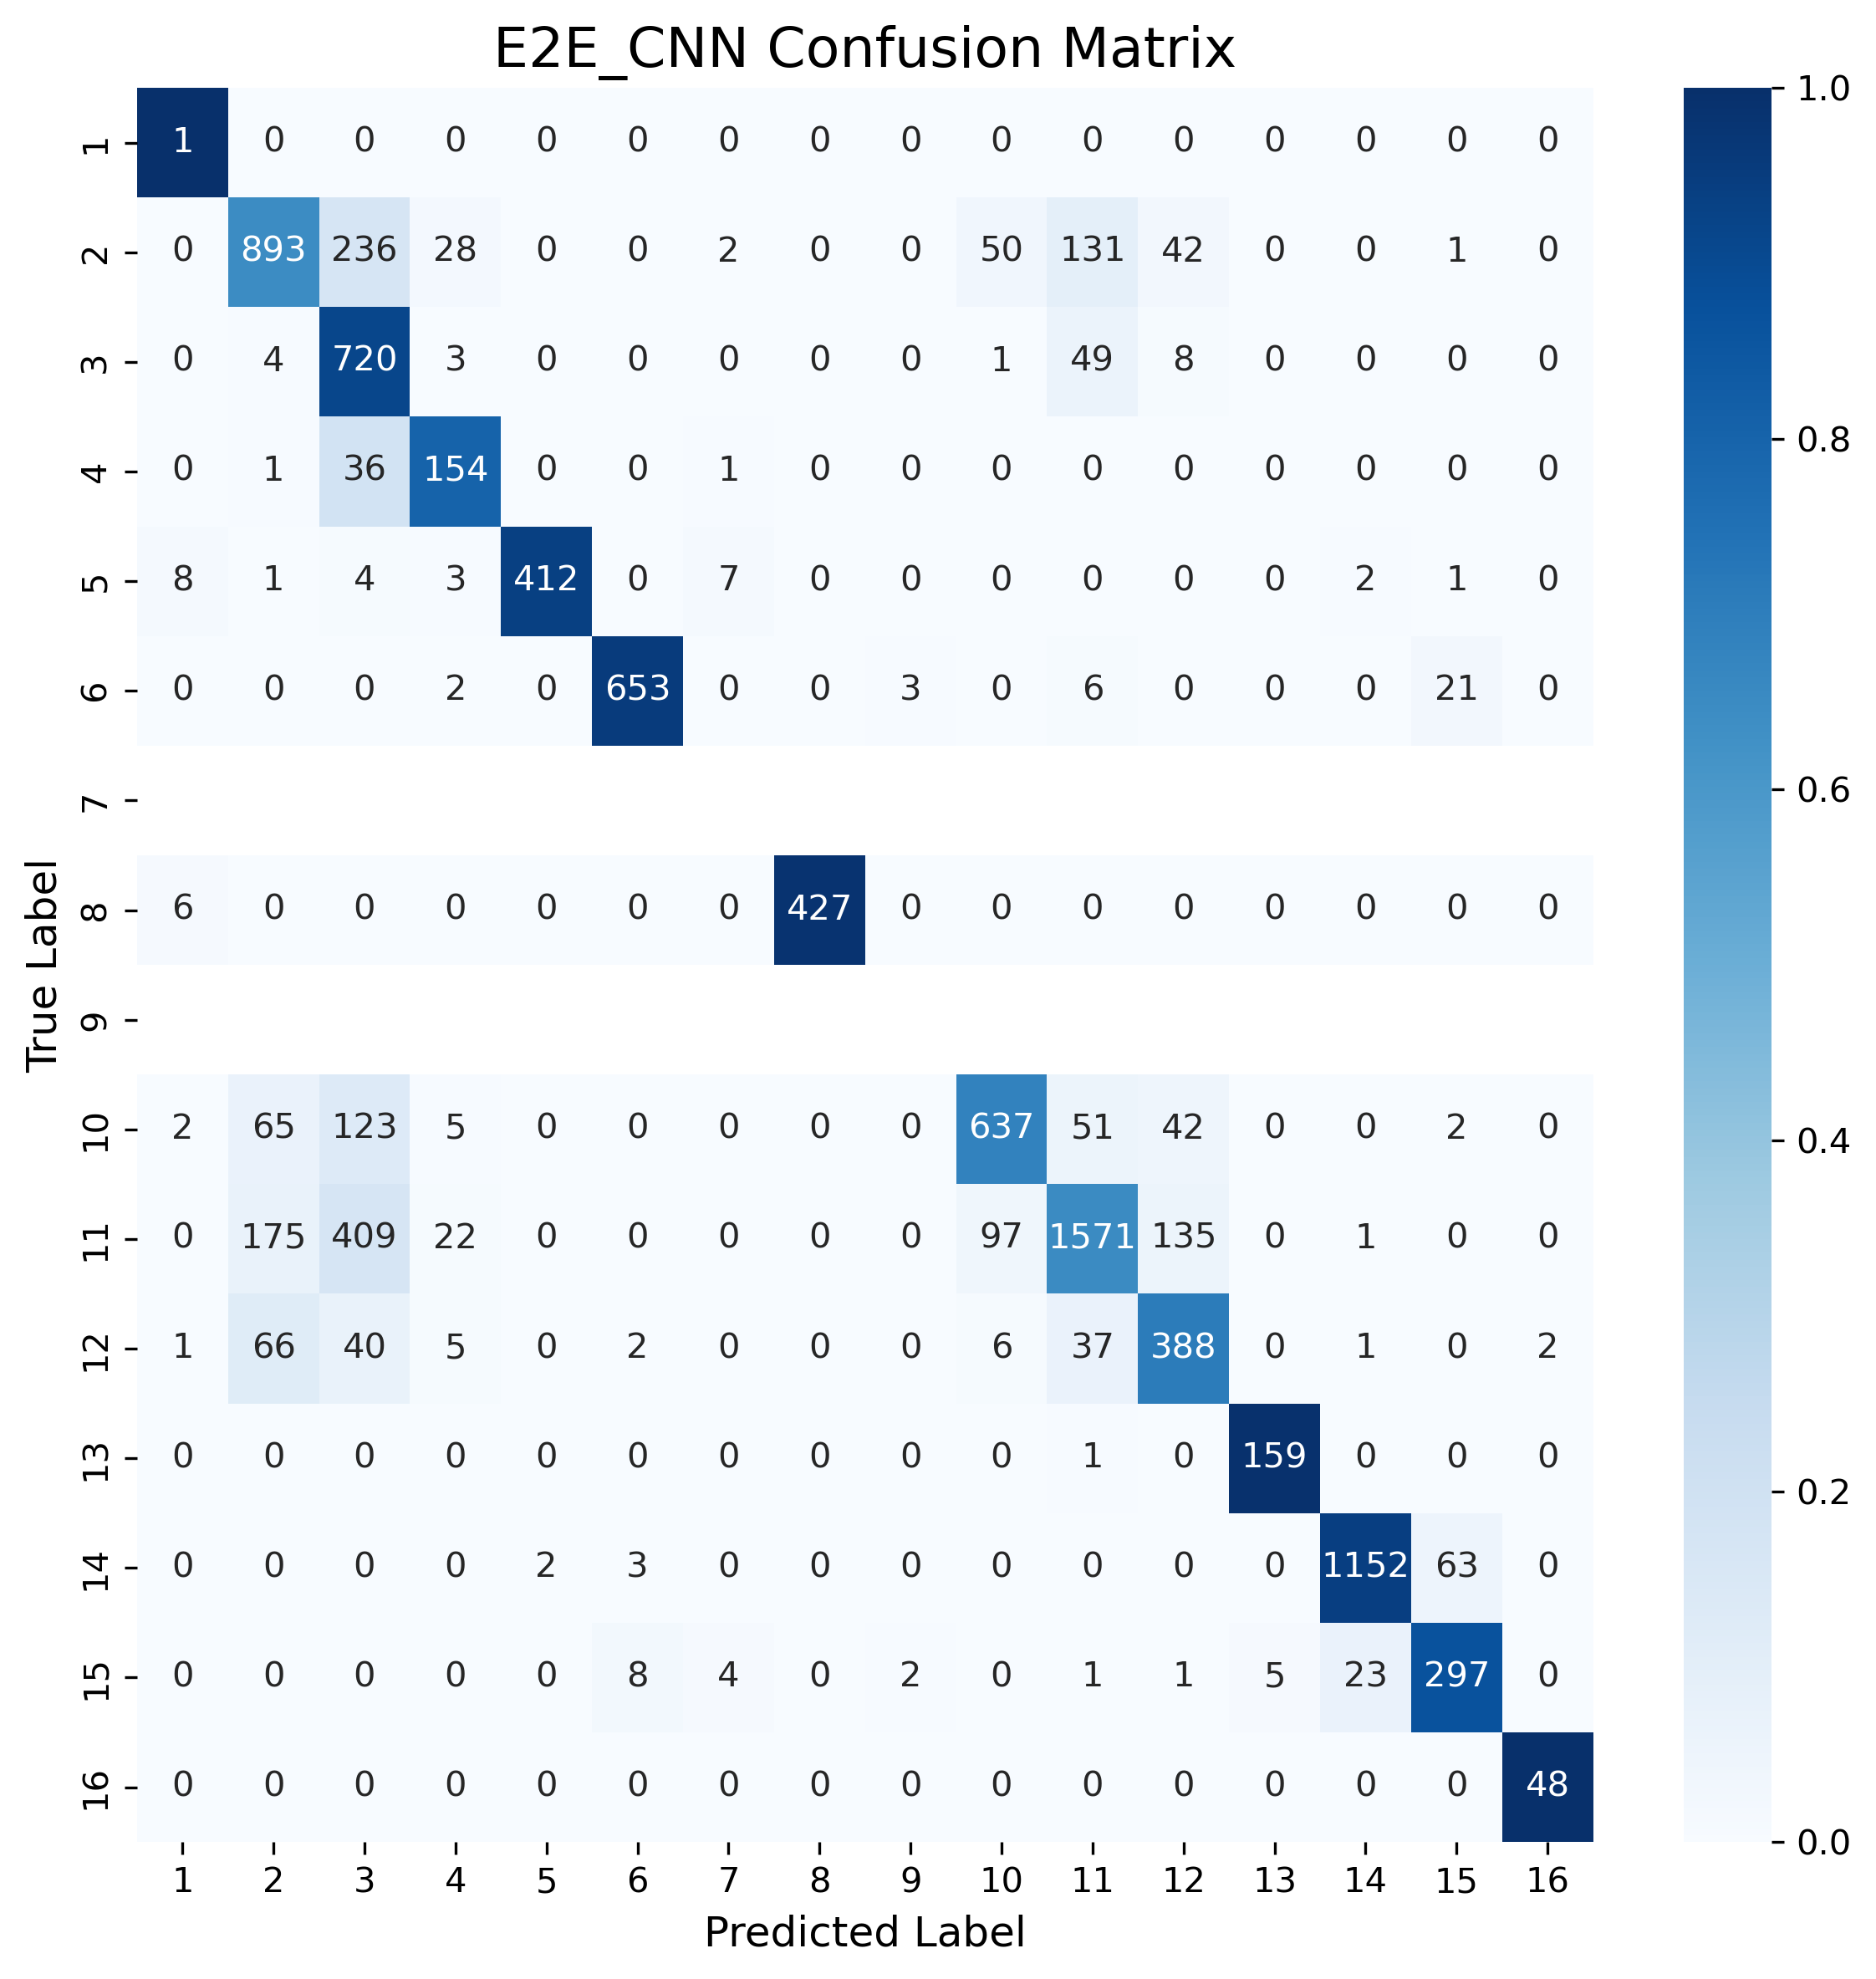 E2E_CNN Confusion Matrix
1 1 0 0 0 0 0 0 0 0 0 0 0 0 0 0 0
2 0 893 236 28 0 0 2 0 0 50 131 42 0 0 1 0
3 0 4 720 3 0 0 0 0 0 1 49 8 0 0 0 0
4 0 1 36 154 0 0 1 0 0 0 0 0 0 0 0 0
5 8 1 4 3 412 0 7 0 0 0 0 0 0 2 1 0
6 0 0 0 2 0 653 0 0 3 0 6 0 0 0 21 0
7
8 6 0 0 0 0 0 0 427 0 0 0 0 0 0 0 0
9
10 2 65 123 5 0 0 0 0 0 637 51 42 0 0 2 0
11 0 175 409 22 0 0 0 0 0 97 1571 135 0 1 0 0
12 1 66 40 5 0 2 0 0 0 6 37 388 0 1 0 2
13 0 0 0 0 0 0 0 0 0 0 1 0 159 0 0 0
14 0 0 0 0 2 3 0 0 0 0 0 0 0 1152 63 0
15 0 0 0 0 0 8 4 0 2 0 1 1 5 23 297 0
16 0 0 0 0 0 0 0 0 0 0 0 0 0 0 0 48
1 2 3 4 5 6 7 8 9 10 11 12 13 14 15 16
Predicted Label
True Label
1.0
0.8
0.6
0.4
0.2
0.0